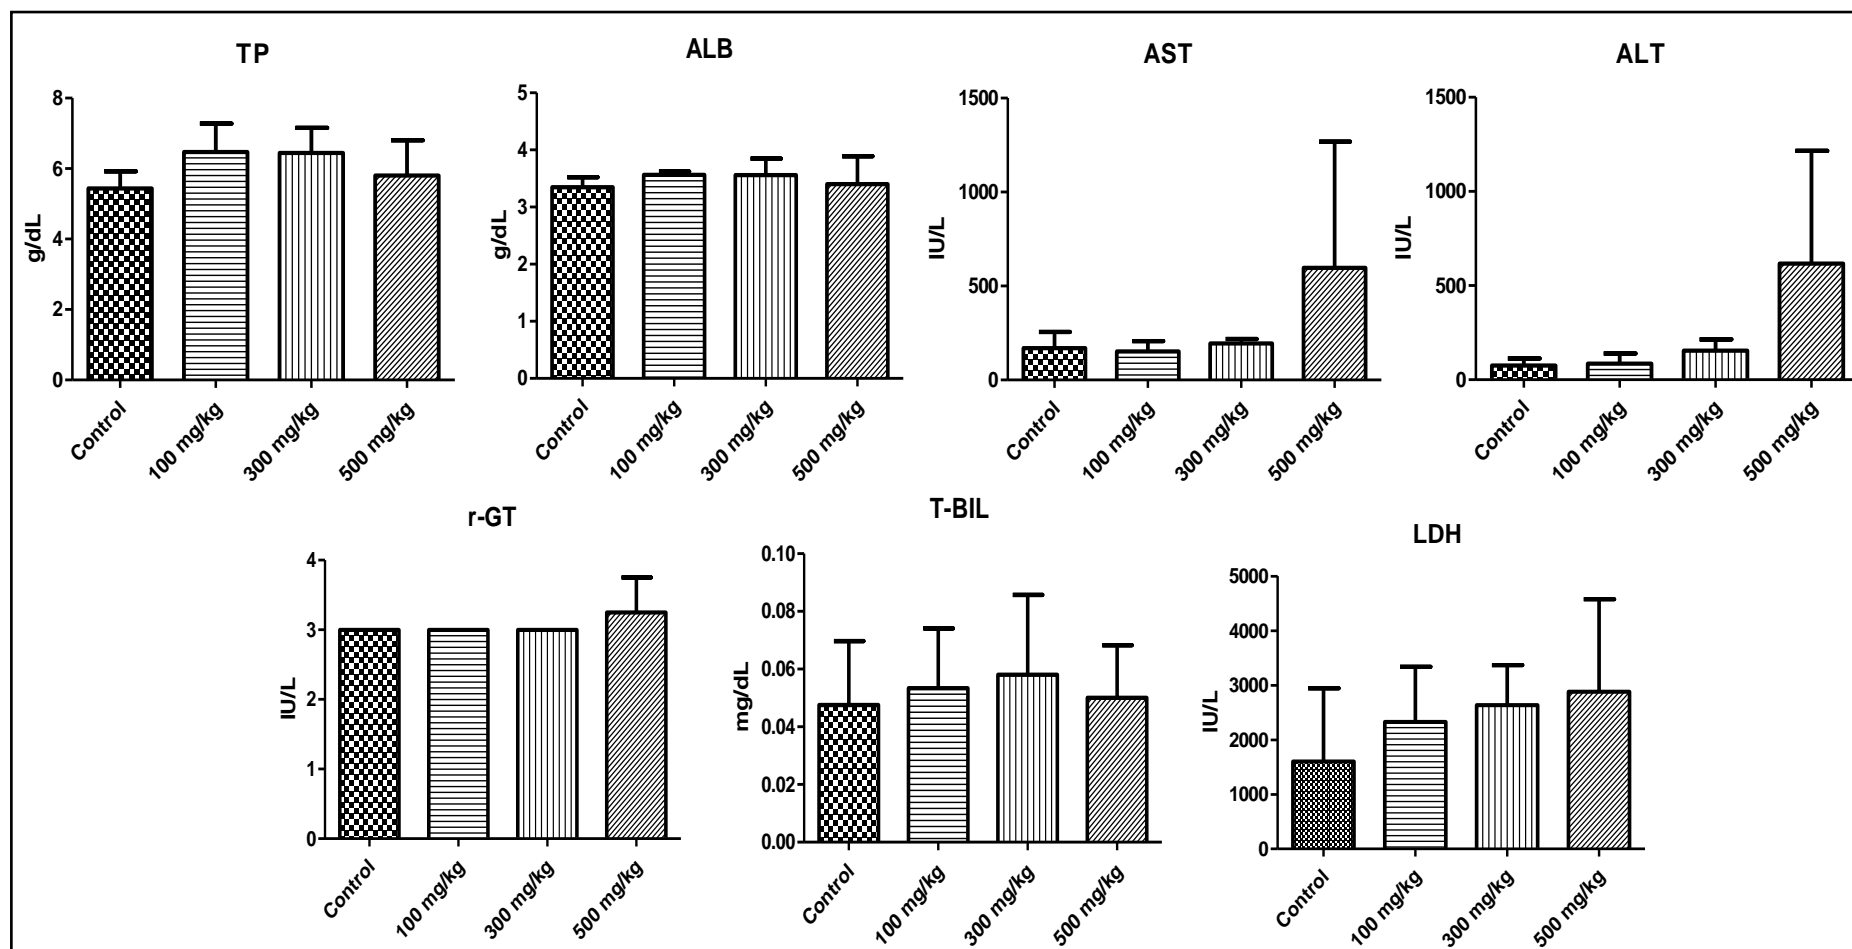 TP
g/dL
8
6
4
2
0
Control
100 mg/kg
300 mg/kg
500 mg/kg
ALB
g/dL
5
4
3
2
1
0
Control
100 mg/kg
300 mg/kg
500 mg/kg
AST
IU/L
1500
1000
500
0
Control
100 mg/kg
300 mg/kg
500 mg/kg
ALT
IU/L
1500
1000
500
0
Control
100 mg/kg
300 mg/kg
500 mg/kg
r-GT
IU/L
4
3
2
1
0
Control
100 mg/kg
300 mg/kg
500 mg/kg
T-BIL
mg/dL
0.10
0.08
0.06
0.04
0.02
0.00
Control
100 mg/kg
300 mg/kg
500 mg/kg
LDH
IU/L
5000
4000
3000
2000
1000
0
Control
100 mg/kg
300 mg/kg
500 mg/kg